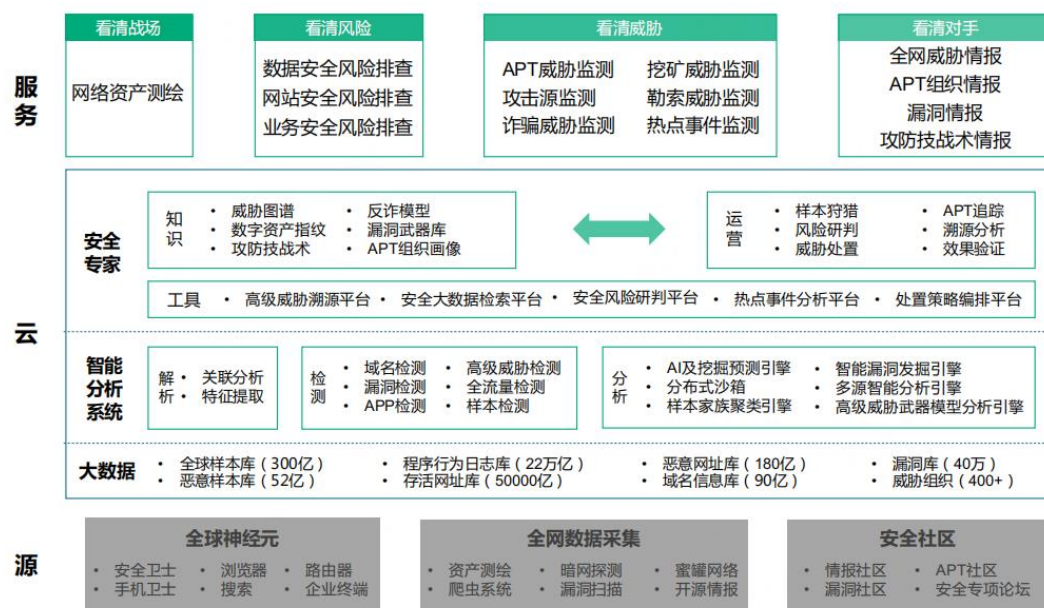 服务
看清战场
网络资产测绘
看清风险
数据安全风险排查
网站安全风险排查
业务安全风险排查
看清威胁
APT威胁监测 挖矿威胁监测
攻击源监测 勒索威胁监测
诈骗威胁监测 热点事件监测
看清对手
全网威胁情报
APT组织情报
漏洞情报
攻防技战术情报
云
安全专家
知识
• 威胁图谱 • 反诈模型
• 数字资产指纹 • 漏洞武器库
• 攻防技战术 • APT组织画像
运营
• 样本狩猎 • APT追踪
• 风险研判 • 溯源分析
• 威胁处置 • 效果验证
工具 • 高级威胁溯源平台 • 安全大数据检索平台 • 安全风险研判平台 • 热点事件分析平台 • 处置策略编排平台
智能分析系统
解析
• 关联分析
• 特征提取
检测
• 域名检测 • 高级威胁检测
• 漏洞检测 • 全流量检测
• APP检测 • 样本检测
分析
• AI及挖掘预测引擎 • 智能漏洞发掘引擎
• 分布式沙箱 • 多源智能分析引擎
• 样本家族聚类引擎 • 高级威胁武器模型分析引擎
大数据
• 全球样本库（300亿） • 程序行为日志库（22万亿） • 恶意网址库（180亿） • 漏洞库（40万）
• 恶意样本库（52亿） • 存活网址库（50000亿） • 域名信息库（90亿） • 威胁组织（400+）
源
全球神经元
• 安全卫士 • 浏览器 • 路由器
• 手机卫士 • 搜索 • 企业终端
全网数据采集
• 资产测绘 • 暗网探测 • 蜜罐网络
• 爬虫系统 • 漏洞扫描 • 开源情报
安全社区
• 情报社区 • APT社区
• 漏洞社区 • 安全专项论坛